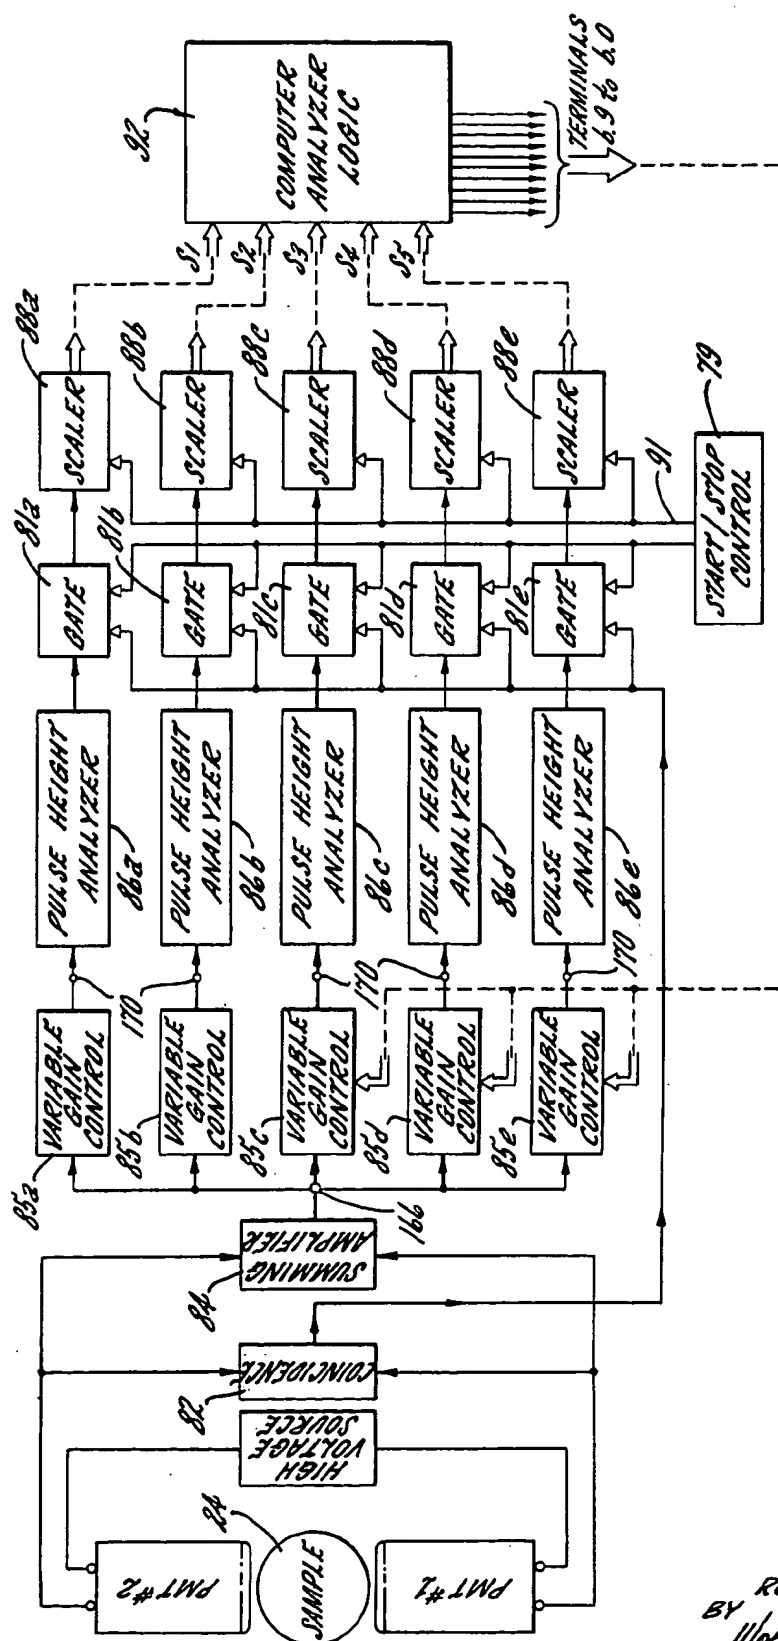 PMT #2
24
SAMPLE
PMT #1
HIGH
VOLTAGE
SOURCE
82
COINCIDENCE
84
SUMMING
AMPLIFIER
166
85a
VARIABLE
GAIN
CONTROL
85b
VARIABLE
GAIN
CONTROL
85c
VARIABLE
GAIN
CONTROL
85d
VARIABLE
GAIN
CONTROL
85e
VARIABLE
GAIN
CONTROL
170
170
170
170
PULSE HEIGHT
ANALYZER
86a
PULSE HEIGHT
ANALYZER
86b
PULSE HEIGHT
ANALYZER
86c
PULSE HEIGHT
ANALYZER
86d
PULSE HEIGHT
ANALYZER
86e
81a
GATE
81b
GATE
81c
GATE
81d
GATE
81e
GATE
88a
SCALER
88b
SCALER
88c
SCALER
88d
SCALER
88e
SCALER
91
79
START/STOP
CONTROL
S1
S2
S3
S4
S5
92
COMPUTER
ANALYZER
LOGIC
TERMINALS
b.9 to b.0
BY